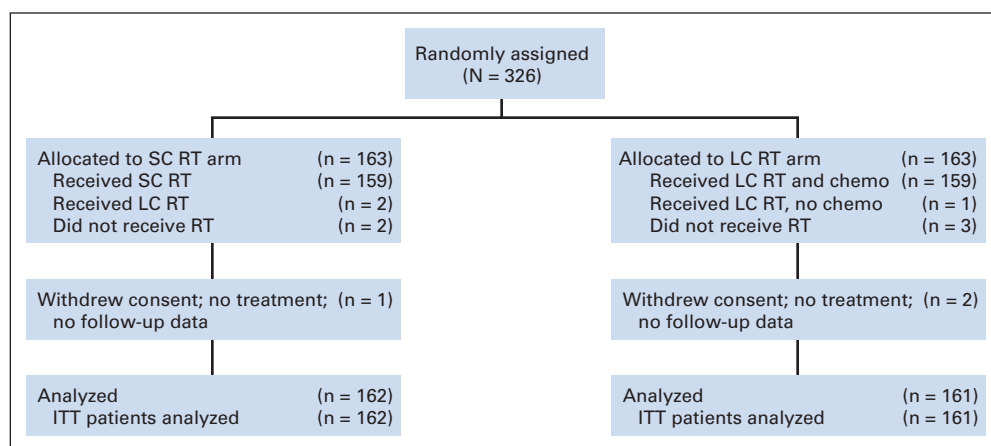 Randomly assigned
(N = 326)
Allocated to SC RT arm (n = 163)
Received SC RT (n = 159)
Received LC RT (n = 2)
Did not receive RT (n = 2)
Allocated to LC RT arm (n = 163)
Received LC RT and chemo (n = 159)
Received LC RT, no chemo (n = 1)
Did not receive RT (n = 3)
Withdrew consent; no treatment; (n = 1)
no follow-up data
Withdrew consent; no treatment; (n = 2)
no follow-up data
Analyzed (n = 162)
ITT patients analyzed (n = 162)
Analyzed (n = 161)
ITT patients analyzed (n = 161)